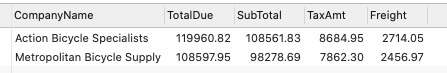 CompanyName TotalDue SubTotal TaxAmt Freight
Action Bicycle Specialists 119960.82 108561.83 8684.95 2714.05
Metropolitan Bicycle Supply 108597.95 98278.69 7862.30 2456.97